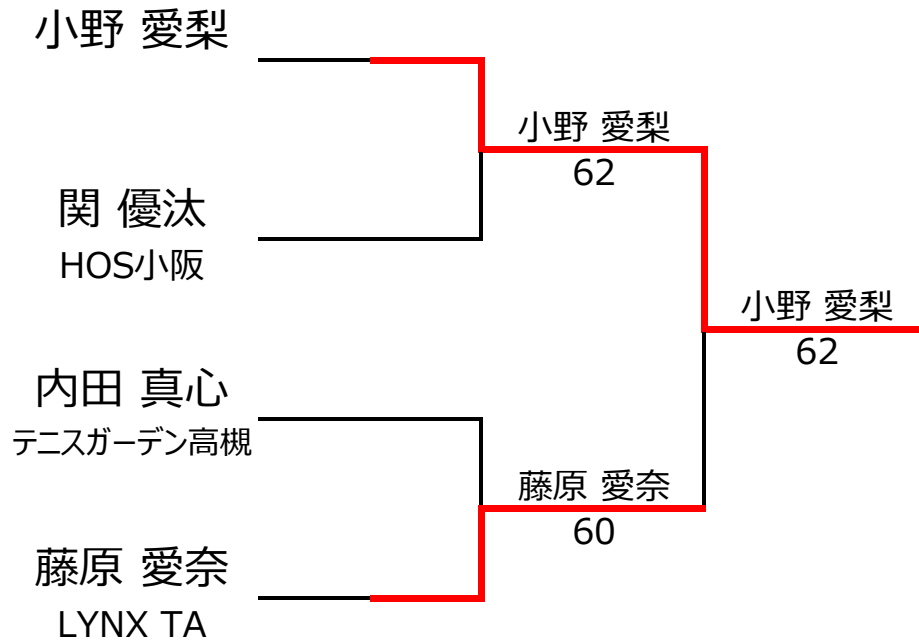 小野 愛梨
関 優汰
HOS小阪
内田 真心
テニスガーデン高槻
藤原 愛奈
LYNX TA
小野 愛梨
62
藤原 愛奈
60
小野 愛梨
62